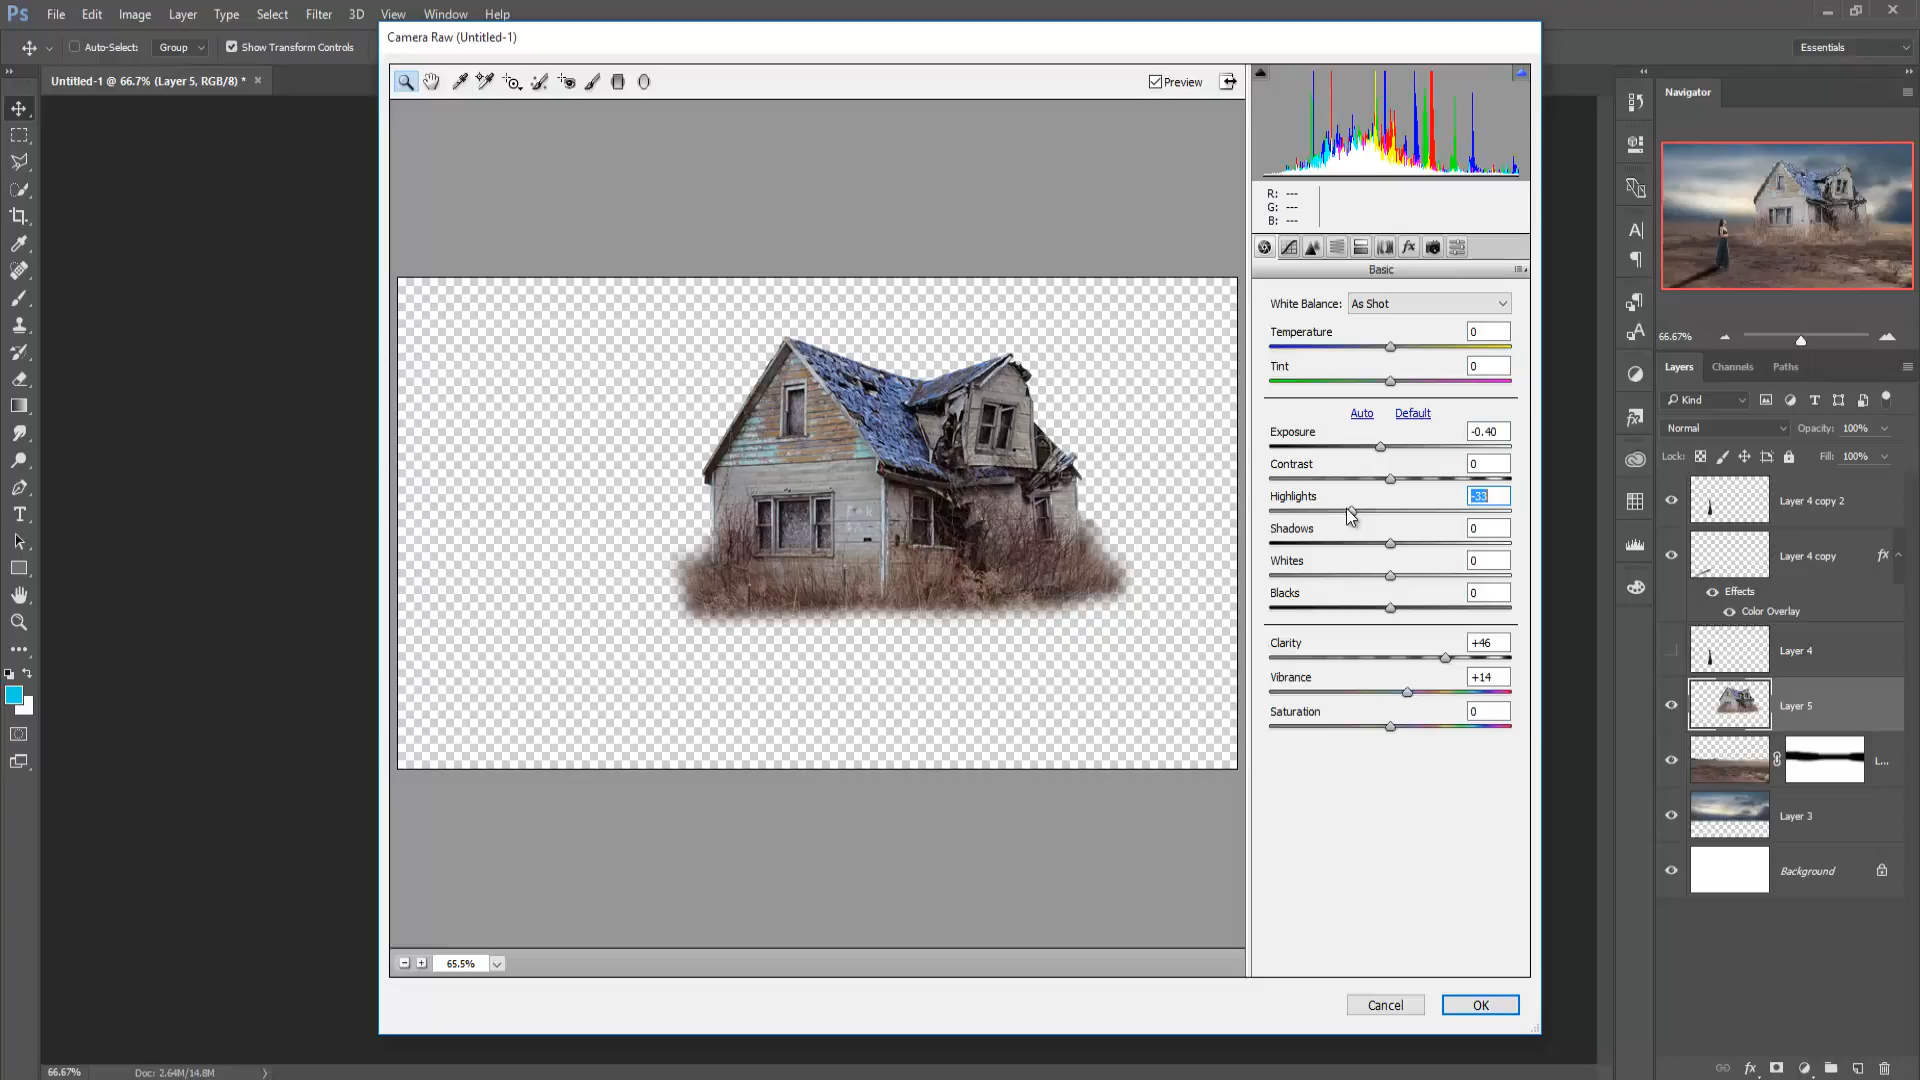 Ps File Edit Image Layer Type Select Filter 3D View Window Help
Auto-Select: Group Show Transform Controls Essentials
Untitled-1 @ 66.7% (Layer 5, RGB/8) * ×
Camera Raw (Untitled-1)
Preview
R: ---
G: ---
B: ---
Basic
White Balance: As Shot
Temperature 0
Tint 0
Auto Default
Exposure -0.40
Contrast 0
Highlights -33
Shadows 0
Whites 0
Blacks 0
Clarity +46
Vibrance +14
Saturation 0
65.5%
Cancel OK
Navigator
66.67%
Layers Channels Paths
Kind
Normal Opacity: 100%
Lock: Fill: 100%
Layer 4 copy 2
Layer 4 copy fx
Effects
Color Overlay
Layer 4
Layer 5
L...
Layer 3
Background
66.67% Doc: 2.64M/14.8M